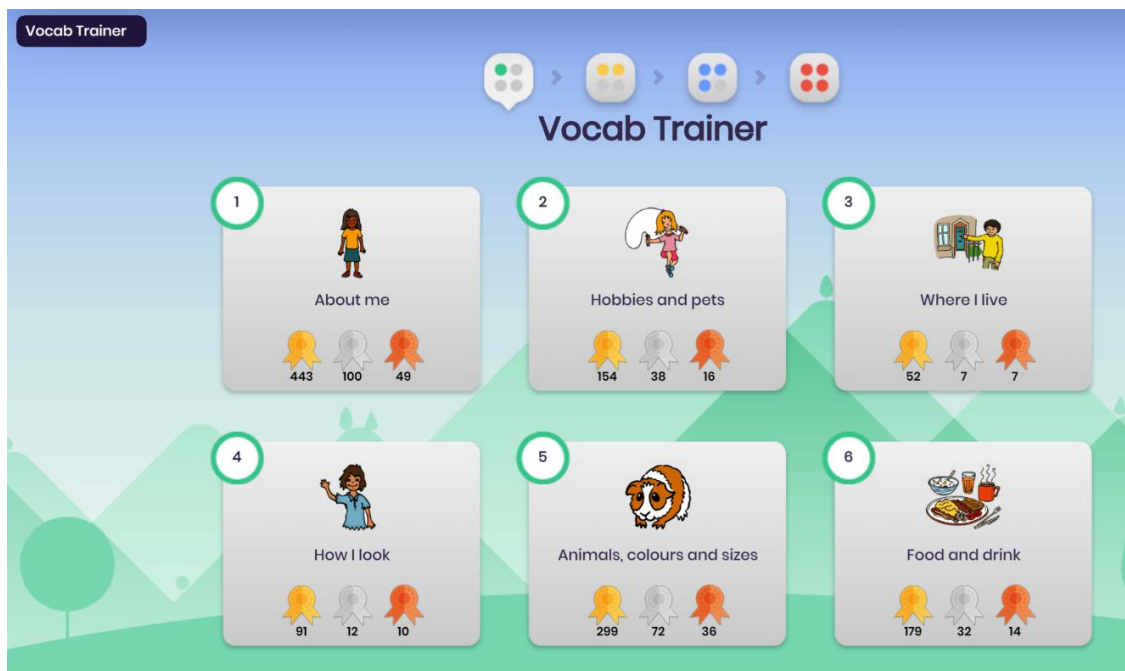 Vocab Trainer
Vocab Trainer
1
About me
443 100 49
2
Hobbies and pets
154 38 16
3
Where I live
52 7 7
4
How I look
91 12 10
5
Animals, colours and sizes
299 72 36
6
Food and drink
179 32 14